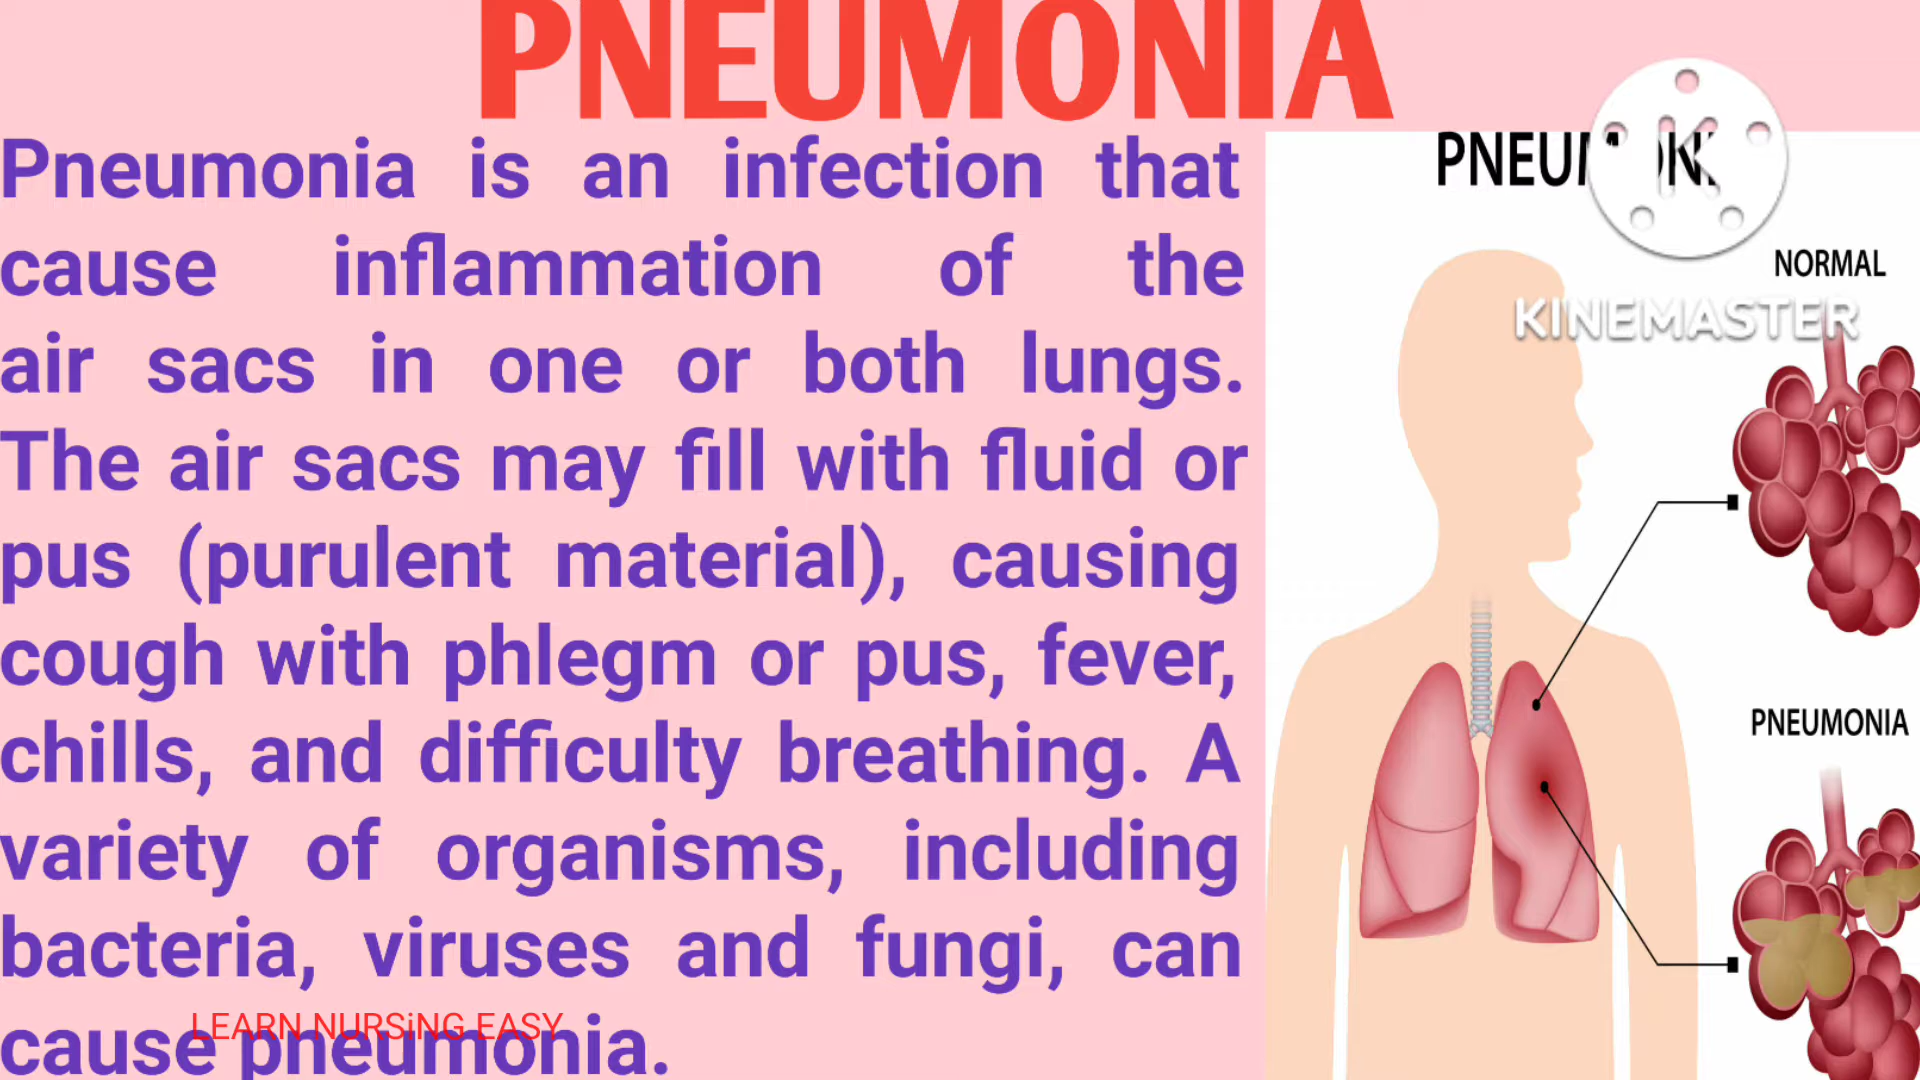 PNEUMONIA
Pneumonia is an infection that
cause inflammation of the
air sacs in one or both lungs.
The air sacs may fill with fluid or
pus (purulent material), causing
cough with phlegm or pus, fever,
chills, and difficulty breathing. A
variety of organisms, including
bacteria, viruses and fungi, can
cause pneumonia.
LEARN NURSiNG EASY
K
KINEMASTER
NORMAL
PNEUMONIA